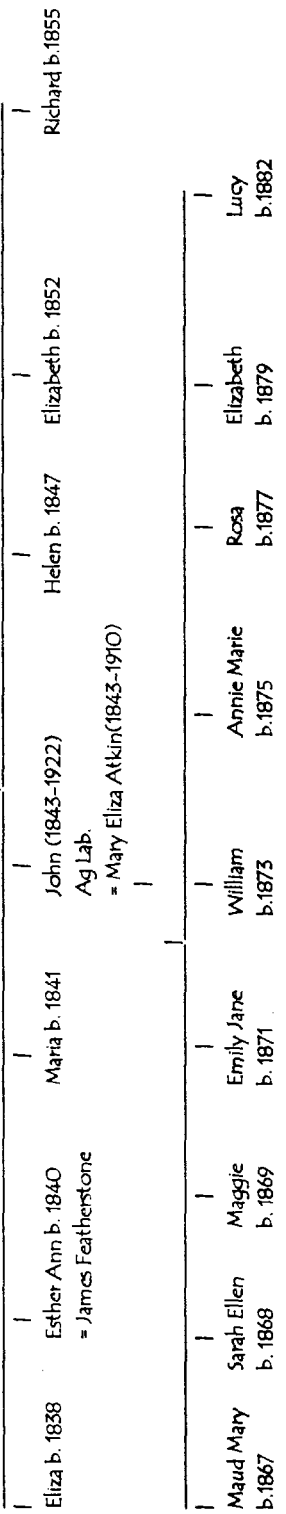 Eliza b. 1838
Esther Ann b. 1840
= James Featherstone
Maria b. 1841
John (1843-1922)
Ag Lab.
= Mary Eliza Atkin(1843-1910)
Helen b. 1847
Elizabeth b. 1852
Richard b.1855
Maud Mary
b.1867
Sarah Ellen
b. 1868
Maggie
b. 1869
Emily Jane
b. 1871
William
b.1873
Annie Marie
b.1875
Rosa
b.1877
Elizabeth
b. 1879
Lucy
b.1882